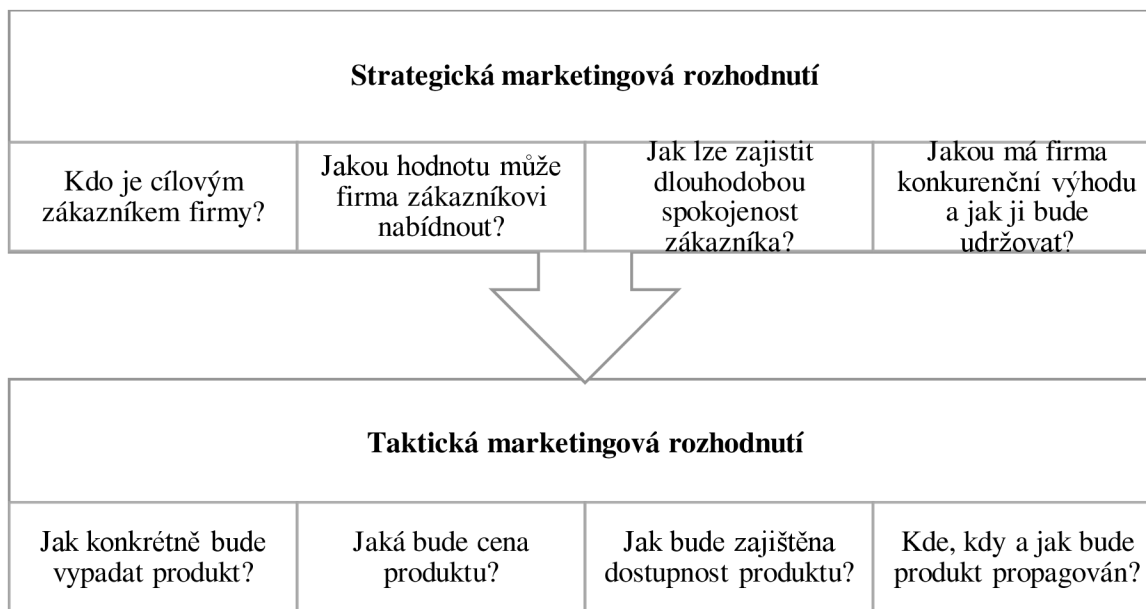 Strategická marketingová rozhodnutí
Kdo je cílovým
zákazníkem firmy?
Jakou hodnotu může
firma zákazníkovi
nabídnout?
Jak lze zajistit
dlouhodobou
spokojenost
zákazníka?
Jakou má firma
konkurenční výhodu
a jak ji bude
udržovat?
Taktická marketingová rozhodnutí
Jak konkrétně bude
vypadat produkt?
Jaká bude cena
produktu?
Jak bude zajištěna
dostupnost produktu?
Kde, kdy a jak bude
produkt propagován?